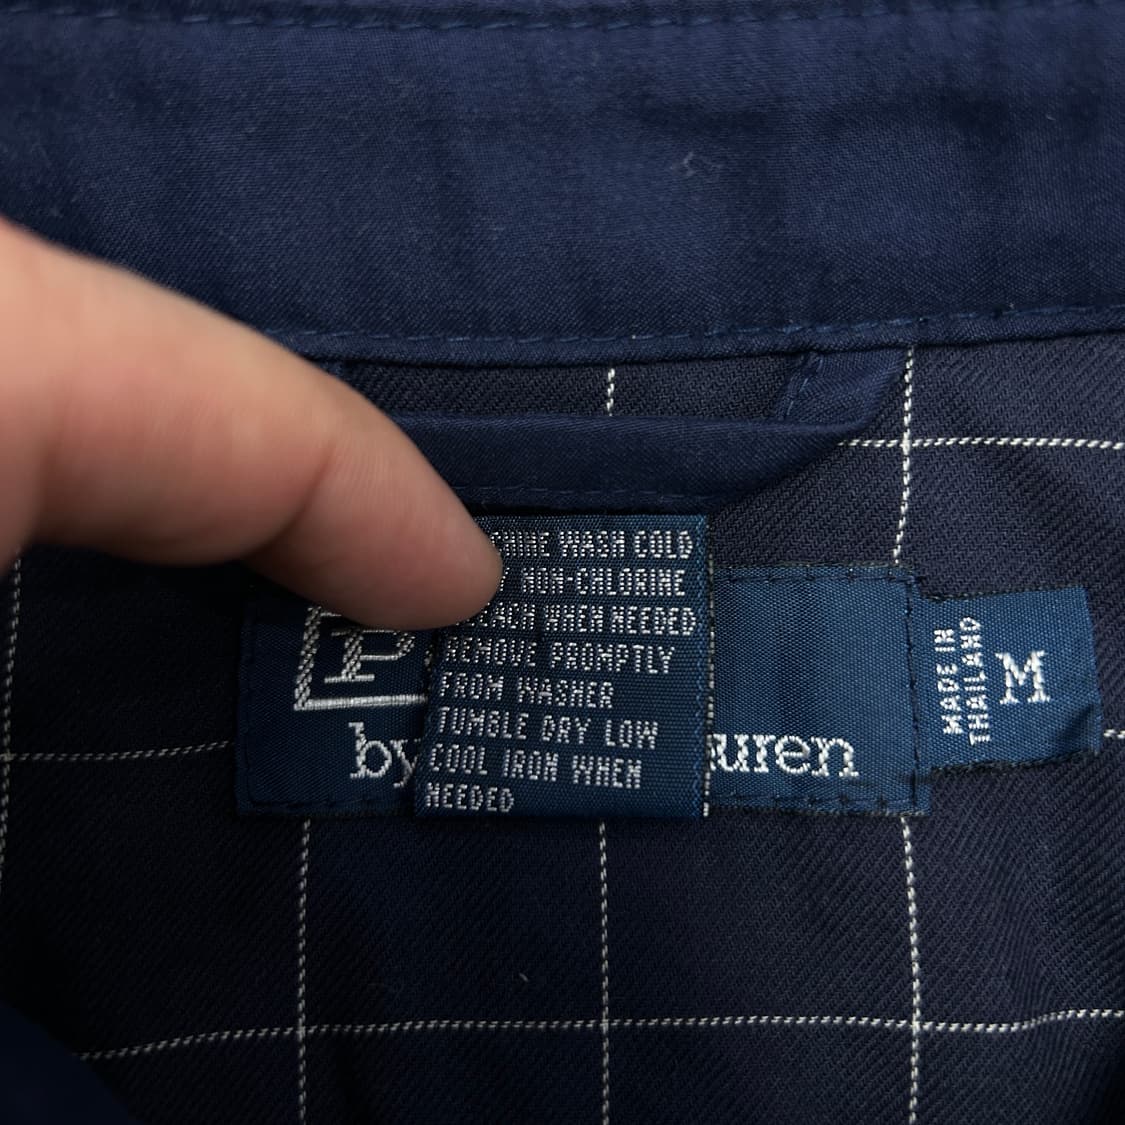 CHINE WASH COLD
NON-CHLORINE
LEACH WHEN NEEDED
REMOVE PROMPTLY
FROM WASHER
TUMBLE DRY LOW
COOL IRON WHEN
NEEDED
P
by uren
MADE IN
THAILAND
M